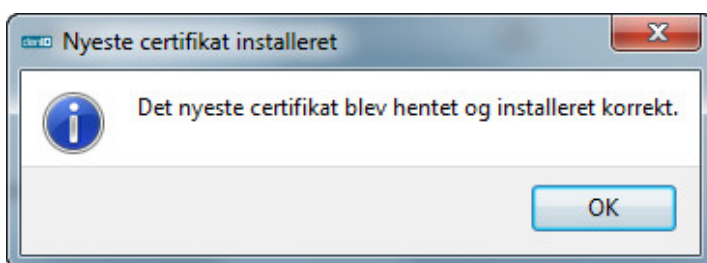 Nyeste certifikat installeret
Det nyeste certifikat blev hentet og installeret korrekt.
OK